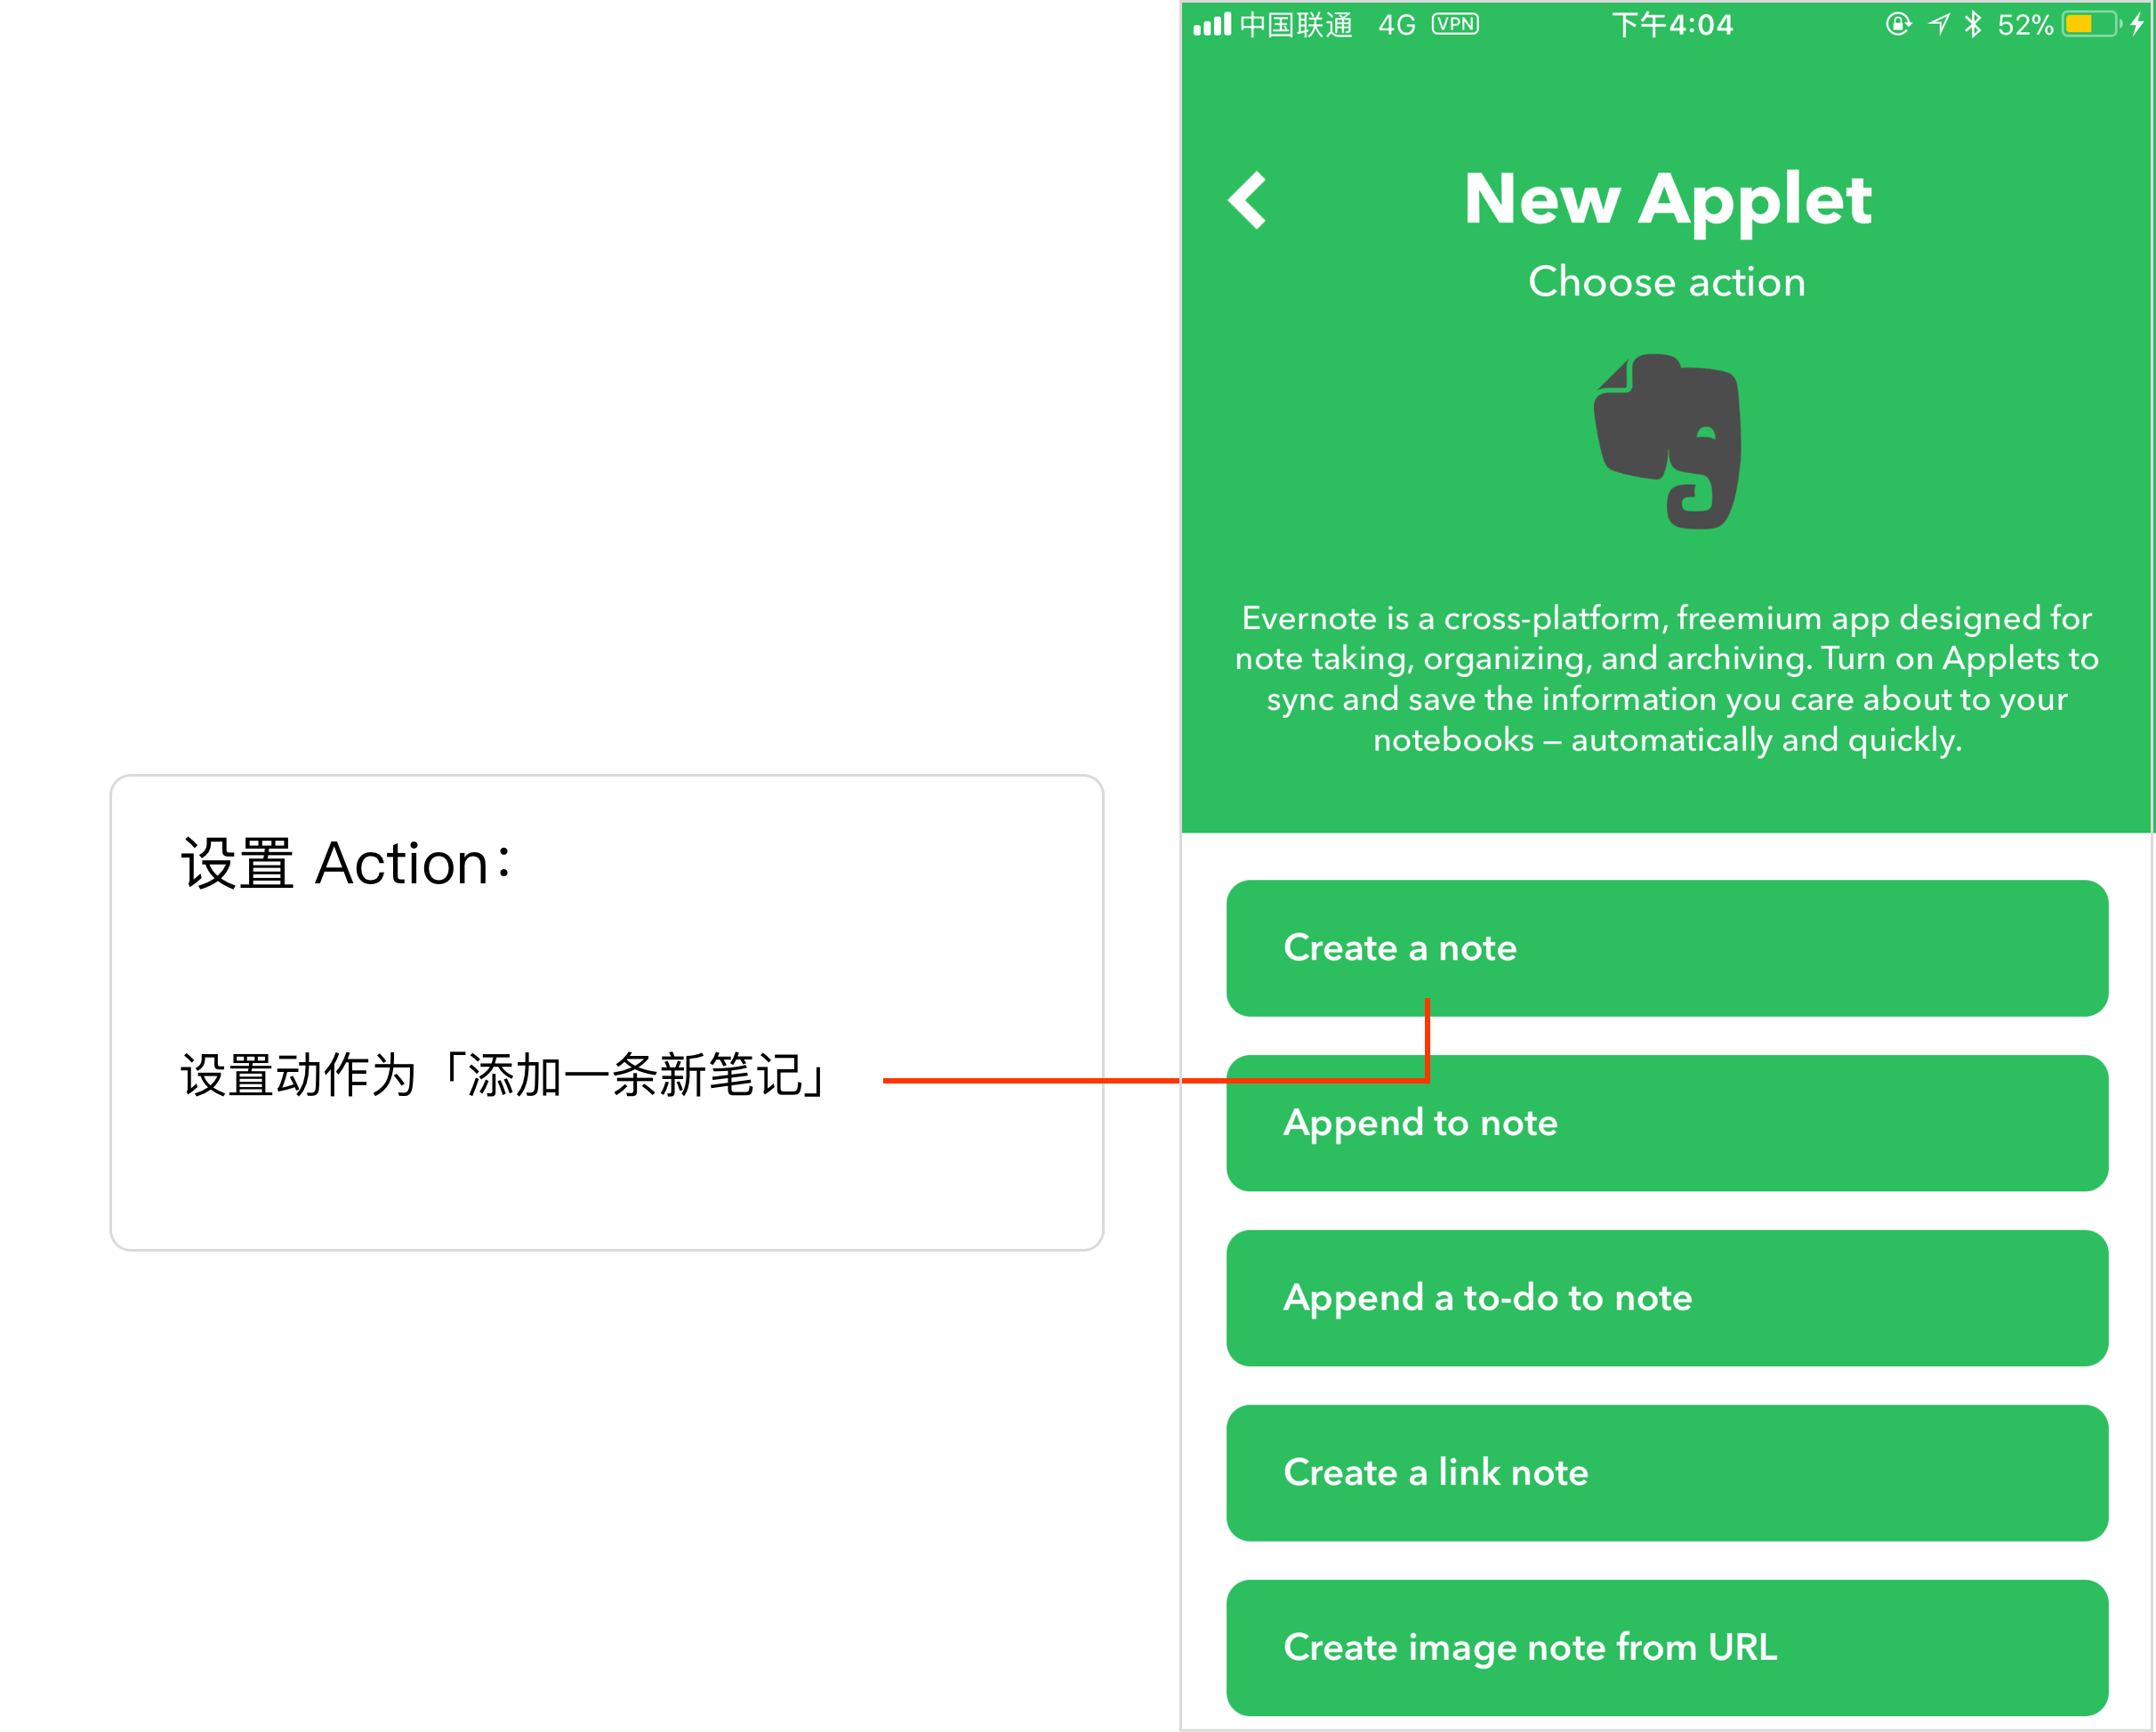 中国联通 4G VPN 下午4:04 52%
New Applet
Choose action
Evernote is a cross-platform, freemium app designed for
note taking, organizing, and archiving. Turn on Applets to
sync and save the information you care about to your
notebooks — automatically and quickly.
设置 Action：
设置动作为「添加一条新笔记」
Create a note
Append to note
Append a to-do to note
Create a link note
Create image note from URL